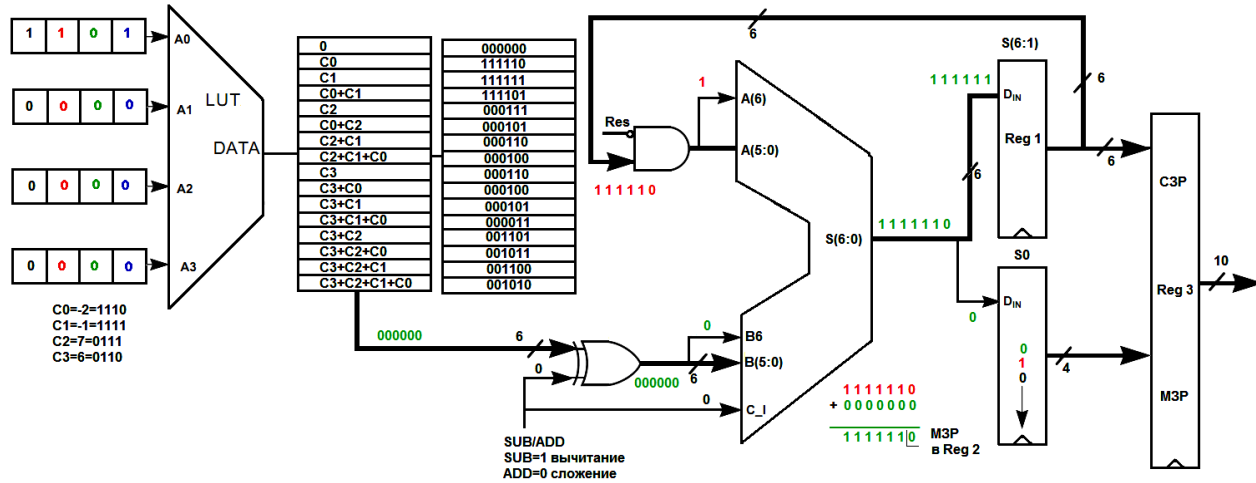 1 1 0 1
A0
0 0 0 0
A1
0 0 0 0
A2
0 0 0 0
A3
LUT
DATA
C0=-2=1110
C1=-1=1111
C2=7=0111
C3=6=0110
0 000000
C0 111110
C1 111111
C0+C1 111101
C2 000111
C0+C2 000101
C2+C1 000110
C2+C1+C0 000100
C3 000110
C3+C0 000100
C3+C1 000101
C3+C1+C0 000011
C3+C2 001101
C3+C2+C0 001011
C3+C2+C1 001100
C3+C2+C1+C0 001010
000000
6
0
000000
0
6
0
SUB/ADD
SUB=1 вычитание
ADD=0 сложение
6
Res
111110
1
A(6)
A(5:0)
S(6:0)
B6
B(5:0)
C_I
1111110
1111110
+ 0000000
1111110
МЗР
в Reg 2
S(6:1)
111111
DIN
Reg 1
6
6
6
S0
DIN
0
0
1
0
4
СЗР
Reg 3
МЗР
10